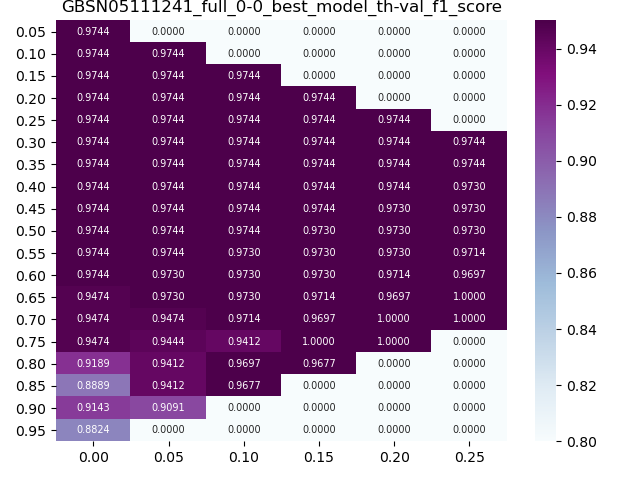 GBSN05111241_full_0-0_best_model_th-val_f1_score
0.05 0.9744 0.0000 0.0000 0.0000 0.0000 0.0000
0.10 0.9744 0.9744 0.0000 0.0000 0.0000 0.0000
0.15 0.9744 0.9744 0.9744 0.0000 0.0000 0.0000
0.20 0.9744 0.9744 0.9744 0.9744 0.0000 0.0000
0.25 0.9744 0.9744 0.9744 0.9744 0.9744 0.0000
0.30 0.9744 0.9744 0.9744 0.9744 0.9744 0.9744
0.35 0.9744 0.9744 0.9744 0.9744 0.9744 0.9744
0.40 0.9744 0.9744 0.9744 0.9744 0.9744 0.9730
0.45 0.9744 0.9744 0.9744 0.9744 0.9730 0.9730
0.50 0.9744 0.9744 0.9744 0.9730 0.9730 0.9730
0.55 0.9744 0.9744 0.9730 0.9730 0.9730 0.9714
0.60 0.9744 0.9730 0.9730 0.9730 0.9714 0.9697
0.65 0.9474 0.9730 0.9730 0.9714 0.9697 1.0000
0.70 0.9474 0.9474 0.9714 0.9697 1.0000 1.0000
0.75 0.9474 0.9444 0.9412 1.0000 1.0000 0.0000
0.80 0.9189 0.9412 0.9697 0.9677 0.0000 0.0000
0.85 0.8889 0.9412 0.9677 0.0000 0.0000 0.0000
0.90 0.9143 0.9091 0.0000 0.0000 0.0000 0.0000
0.95 0.8824 0.0000 0.0000 0.0000 0.0000 0.0000
0.00 0.05 0.10 0.15 0.20 0.25
0.94
0.92
0.90
0.88
0.86
0.84
0.82
0.80